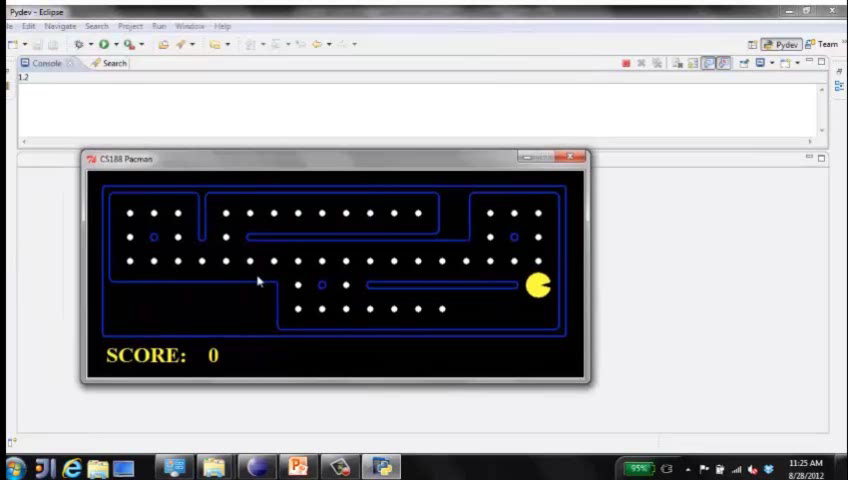 Pydev - Eclipse
Edit Navigate Search Project Run Window Help
Pydev Team
Console Search
1.2
CS188 Pacman
SCORE: 0
95% 11:25 AM
8/28/2012